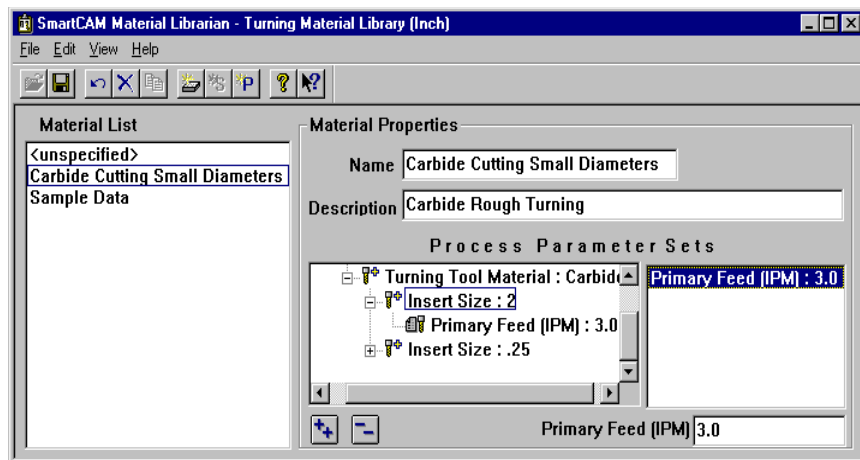 SmartCAM Material Librarian - Turning Material Library (Inch)
File Edit View Help
Material List
<unspecified>
Carbide Cutting Small Diameters
Sample Data
Material Properties
Name Carbide Cutting Small Diameters
Description Carbide Rough Turning
Process Parameter Sets
Turning Tool Material : Carbide
Insert Size : 2
Primary Feed (IPM) : 3.0
Insert Size : .25
Primary Feed (IPM) : 3.0
Primary Feed (IPM) 3.0